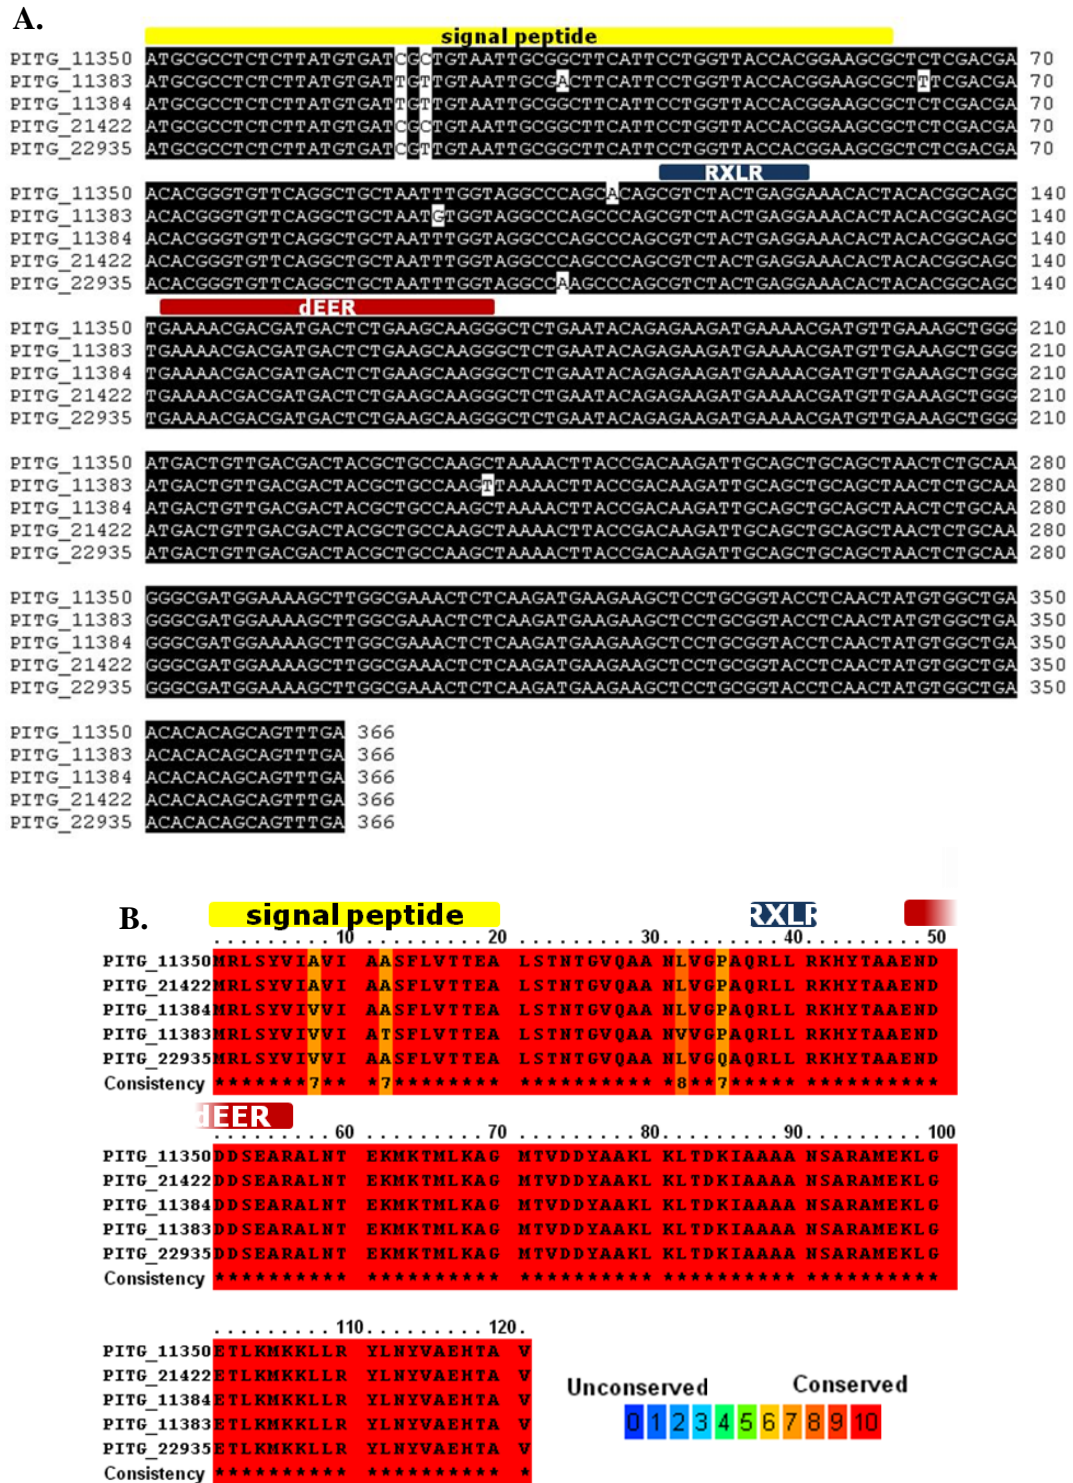 A.
signal peptide
PITG_11350 ATGCGCCTCTCTTATGTGATCGCTGTAATTGCGGCTTCATTCCTGGTTACCACGGAAGCGCTCTCGACGA 70
PITG_11383 ATGCGCCTCTCTTATGTGATTGTTGTAATTGCGACTTCATTCCTGGTTACCACGGAAGCGCTTTCGACGA 70
PITG_11384 ATGCGCCTCTCTTATGTGATTGTTGTAATTGCGGCTTCATTCCTGGTTACCACGGAAGCGCTCTCGACGA 70
PITG_21422 ATGCGCCTCTCTTATGTGATCGCTGTAATTGCGGCTTCATTCCTGGTTACCACGGAAGCGCTCTCGACGA 70
PITG_22935 ATGCGCCTCTCTTATGTGATCGTTGTAATTGCGGCTTCATTCCTGGTTACCACGGAAGCGCTCTCGACGA 70
RXLR
PITG_11350 ACACGGGTGTTCAGGCTGCTAATTTGGTAGGCCCAGCACAGCGTCTACTGAGGAAACACTACACGGCAGC 140
PITG_11383 ACACGGGTGTTCAGGCTGCTAATGTGGTAGGCCCAGCCCAGCGTCTACTGAGGAAACACTACACGGCAGC 140
PITG_11384 ACACGGGTGTTCAGGCTGCTAATTTGGTAGGCCCAGCCCAGCGTCTACTGAGGAAACACTACACGGCAGC 140
PITG_21422 ACACGGGTGTTCAGGCTGCTAATTTGGTAGGCCCAGCCCAGCGTCTACTGAGGAAACACTACACGGCAGC 140
PITG_22935 ACACGGGTGTTCAGGCTGCTAATTTGGTAGGCCAAGCCCAGCGTCTACTGAGGAAACACTACACGGCAGC 140
dEER
PITG_11350 TGAAAACGACGATGACTCTGAAGCAAGGGCTCTGAATACAGAGAAGATGAAAACGATGTTGAAAGCTGGG 210
PITG_11383 TGAAAACGACGATGACTCTGAAGCAAGGGCTCTGAATACAGAGAAGATGAAAACGATGTTGAAAGCTGGG 210
PITG_11384 TGAAAACGACGATGACTCTGAAGCAAGGGCTCTGAATACAGAGAAGATGAAAACGATGTTGAAAGCTGGG 210
PITG_21422 TGAAAACGACGATGACTCTGAAGCAAGGGCTCTGAATACAGAGAAGATGAAAACGATGTTGAAAGCTGGG 210
PITG_22935 TGAAAACGACGATGACTCTGAAGCAAGGGCTCTGAATACAGAGAAGATGAAAACGATGTTGAAAGCTGGG 210
PITG_11350 ATGACTGTTGACGACTACGCTGCCAAGCTAAAACTTACCGACAAGATTGCAGCTGCAGCTAACTCTGCAA 280
PITG_11383 ATGACTGTTGACGACTACGCTGCCAAGTTAAAACTTACCGACAAGATTGCAGCTGCAGCTAACTCTGCAA 280
PITG_11384 ATGACTGTTGACGACTACGCTGCCAAGCTAAAACTTACCGACAAGATTGCAGCTGCAGCTAACTCTGCAA 280
PITG_21422 ATGACTGTTGACGACTACGCTGCCAAGCTAAAACTTACCGACAAGATTGCAGCTGCAGCTAACTCTGCAA 280
PITG_22935 ATGACTGTTGACGACTACGCTGCCAAGCTAAAACTTACCGACAAGATTGCAGCTGCAGCTAACTCTGCAA 280
PITG_11350 GGGCGATGGAAAAGCTTGGCGAAACTCTCAAGATGAAGAAGCTCCTGCGGTACCTCAACTATGTGGCTGA 350
PITG_11383 GGGCGATGGAAAAGCTTGGCGAAACTCTCAAGATGAAGAAGCTCCTGCGGTACCTCAACTATGTGGCTGA 350
PITG_11384 GGGCGATGGAAAAGCTTGGCGAAACTCTCAAGATGAAGAAGCTCCTGCGGTACCTCAACTATGTGGCTGA 350
PITG_21422 GGGCGATGGAAAAGCTTGGCGAAACTCTCAAGATGAAGAAGCTCCTGCGGTACCTCAACTATGTGGCTGA 350
PITG_22935 GGGCGATGGAAAAGCTTGGCGAAACTCTCAAGATGAAGAAGCTCCTGCGGTACCTCAACTATGTGGCTGA 350
PITG_11350 ACACACAGCAGTTTGA 366
PITG_11383 ACACACAGCAGTTTGA 366
PITG_11384 ACACACAGCAGTTTGA 366
PITG_21422 ACACACAGCAGTTTGA 366
PITG_22935 ACACACAGCAGTTTGA 366
B.
signal peptide RXLR
. . . . . . . . . 10 . . . . . . . . . 20 . . . . . . . . . 30 . . . . . . . . . 40 . . . . . . . . . 50
PITG_11350 MRLSYVIAVI AASFLVTTEA LSTNTGVQAA NLVGPAQRLL RKHYTAAEND
PITG_21422 MRLSYVIAVI AASFLVTTEA LSTNTGVQAA NLVGPAQRLL RKHYTAAEND
PITG_11384 MRLSYVIVVI AASFLVTTEA LSTNTGVQAA NLVGPAQRLL RKHYTAAEND
PITG_11383 MRLSYVIVVI ATSFLVTTEA LSTNTGVQAA NVVGPAQRLL RKHYTAAEND
PITG_22935 MRLSYVIVVI AASFLVTTEA LSTNTGVQAA NLVGQAQRLL RKHYTAAEND
Consistency *******7** *7******** ********** *8**7***** **********
dEER
. . . . . . . . . 60 . . . . . . . . . 70 . . . . . . . . . 80 . . . . . . . . . 90 . . . . . . . . . 100
PITG_11350 DDSEARALNT EKMKTMLKAG MTVDDYAAKL KLTDKIAAAA NSARAMEKLG
PITG_21422 DDSEARALNT EKMKTMLKAG MTVDDYAAKL KLTDKIAAAA NSARAMEKLG
PITG_11384 DDSEARALNT EKMKTMLKAG MTVDDYAAKL KLTDKIAAAA NSARAMEKLG
PITG_11383 DDSEARALNT EKMKTMLKAG MTVDDYAAKL KLTDKIAAAA NSARAMEKLG
PITG_22935 DDSEARALNT EKMKTMLKAG MTVDDYAAKL KLTDKIAAAA NSARAMEKLG
Consistency ********** ********** ********** ********** **********
. . . . . . . . . 110 . . . . . . . . . 120 .
PITG_11350 ETLKMKKLLR YLNYVAEHTA V
PITG_21422 ETLKMKKLLR YLNYVAEHTA V
PITG_11384 ETLKMKKLLR YLNYVAEHTA V
PITG_11383 ETLKMKKLLR YLNYVAEHTA V
PITG_22935 ETLKMKKLLR YLNYVAEHTA V
Consistency ********** ********** *
Unconserved Conserved
0 1 2 3 4 5 6 7 8 9 10